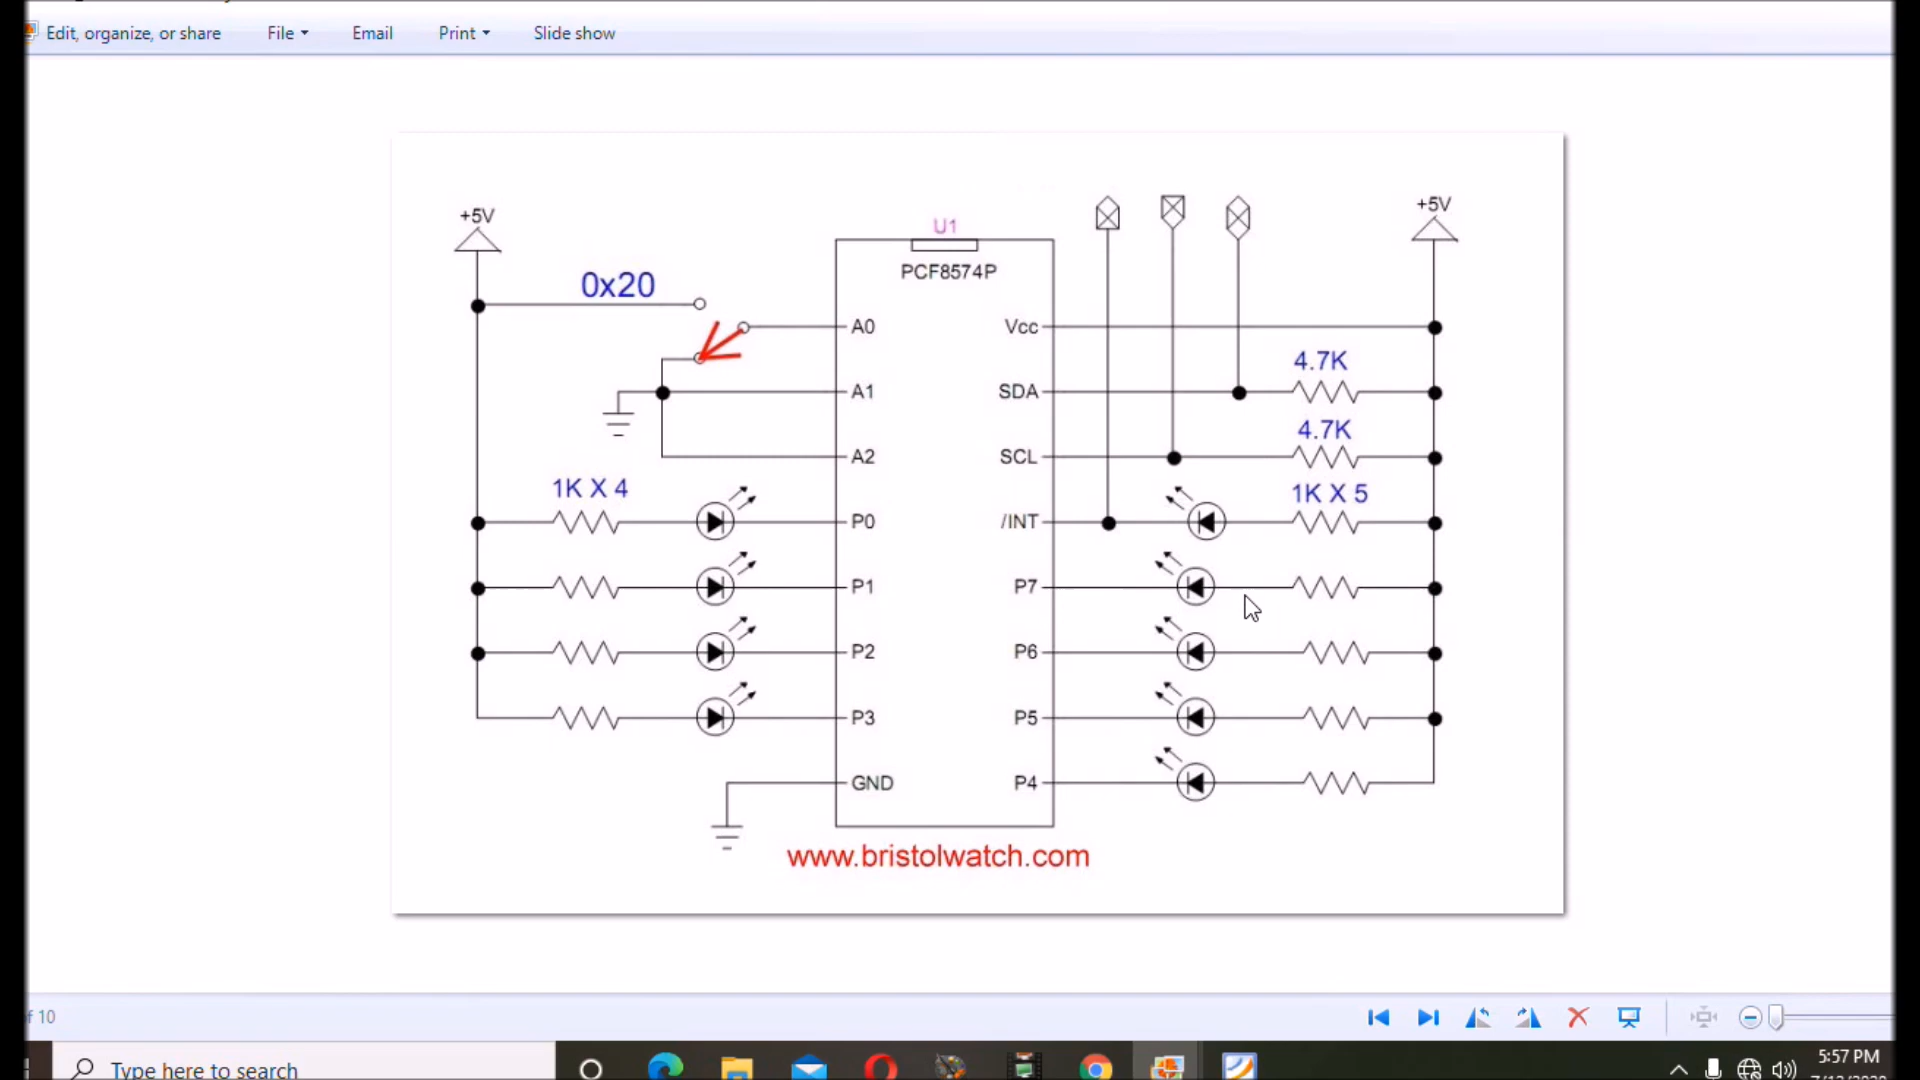 Edit, organize, or share File Email Print Slide show
+5V
+5V
U1
PCF8574P
0x20
A0
Vcc
4.7K
A1
SDA
4.7K
A2
SCL
1K X 4
1K X 5
P0
/INT
P1
P7
P2
P6
P3
P5
GND
P4
www.bristolwatch.com
of 10
Type here to search
5:57 PM